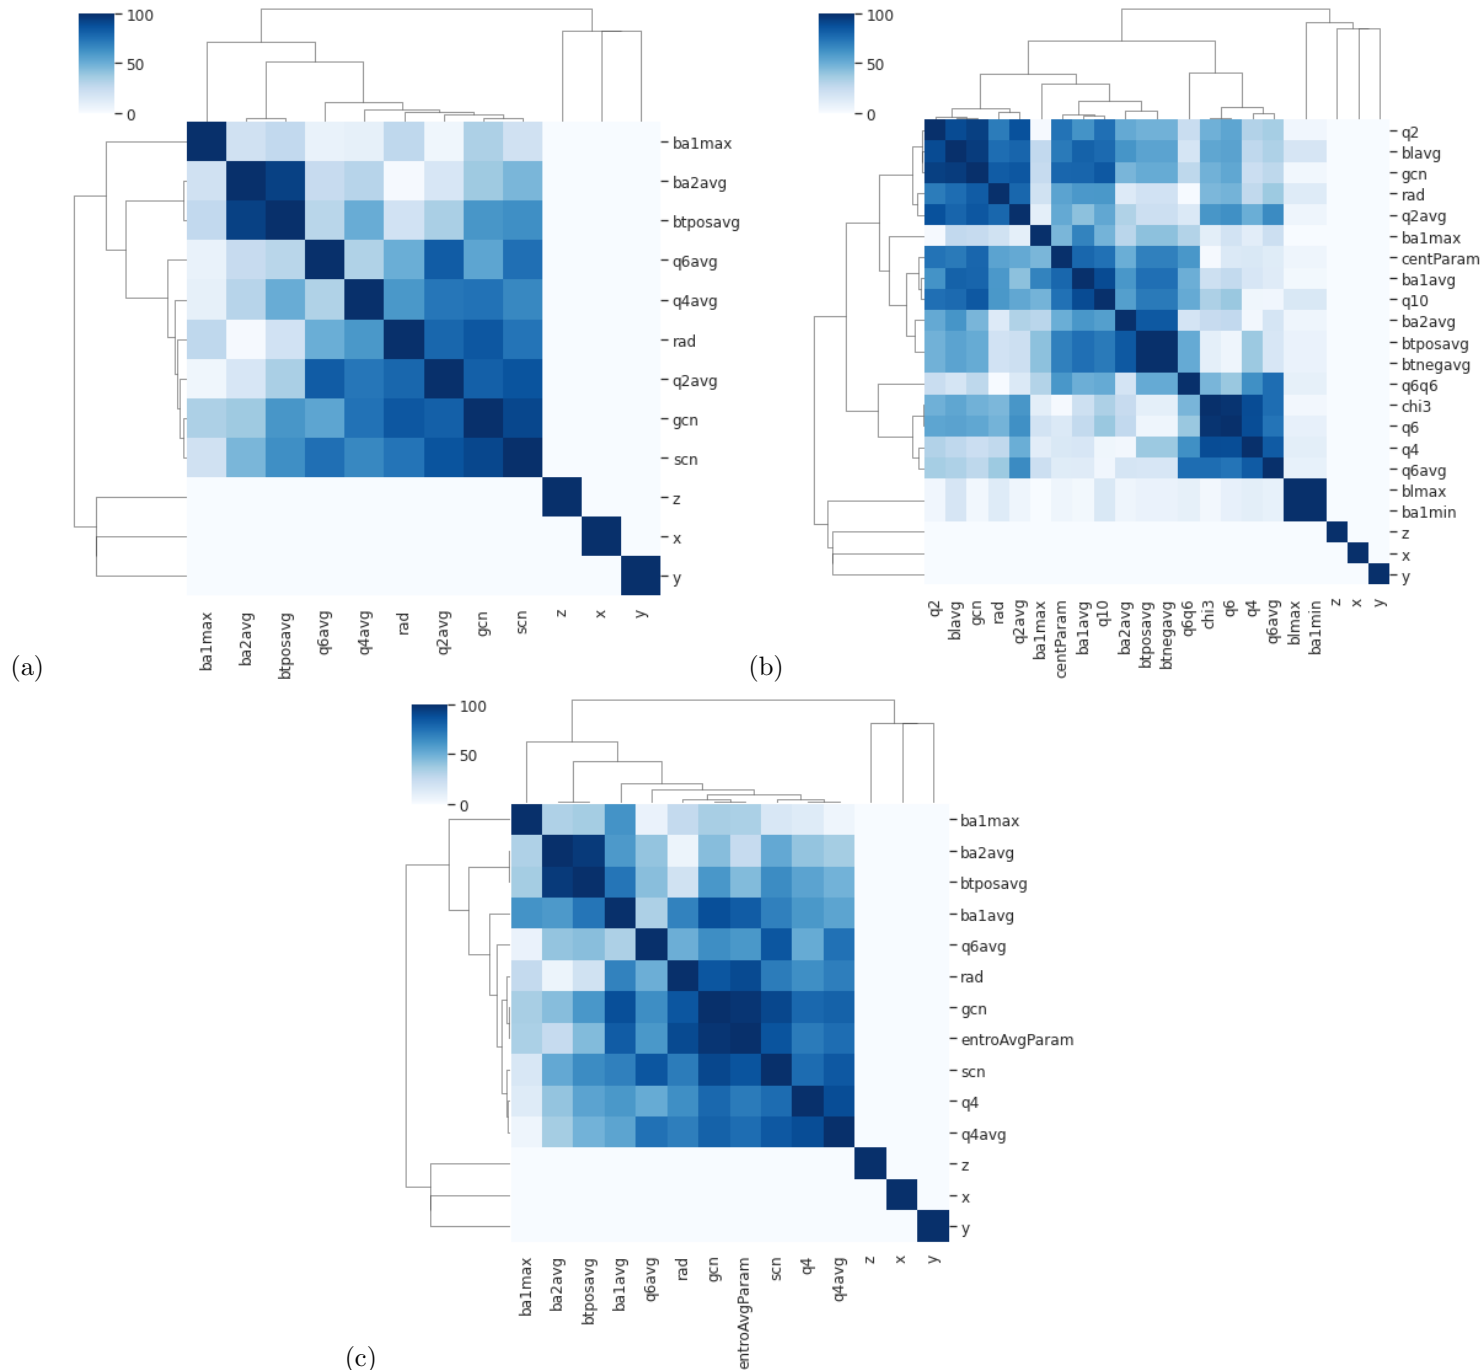 100
50
0
ba1max
ba2avg
btposavg
q6avg
q4avg
rad
q2avg
gcn
scn
z
x
y
ba1max
ba2avg
btposavg
q6avg
q4avg
rad
q2avg
gcn
scn
z
x
y
(a)
100
50
0
q2
blavg
gcn
rad
q2avg
ba1max
centParam
ba1avg
q10
ba2avg
btposavg
btnegavg
q6q6
chi3
q6
q4
q6avg
blmax
ba1min
z
x
y
q2
blavg
gcn
rad
q2avg
ba1max
centParam
ba1avg
q10
ba2avg
btposavg
btnegavg
q6q6
chi3
q6
q4
q6avg
blmax
ba1min
z
x
y
(b)
100
50
0
ba1max
ba2avg
btposavg
ba1avg
q6avg
rad
gcn
entroAvgParam
scn
q4
q4avg
z
x
y
ba1max
ba2avg
btposavg
ba1avg
q6avg
rad
gcn
entroAvgParam
scn
q4
q4avg
z
x
y
(c)